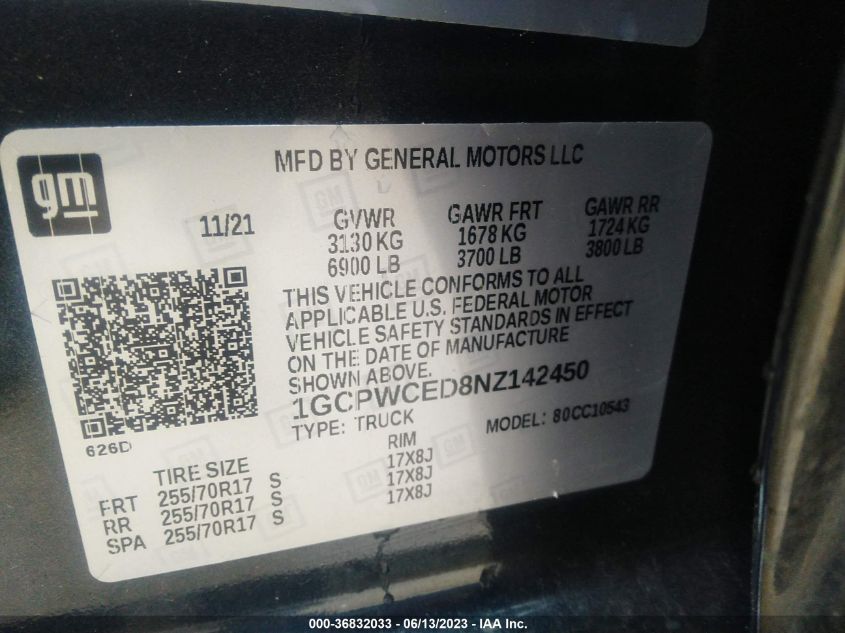 gm
MFD BY GENERAL MOTORS LLC
11/21
GVWR GAWR FRT GAWR RR
3130 KG 1678 KG 1724 KG
6900 LB 3700 LB 3800 LB
THIS VEHICLE CONFORMS TO ALL
APPLICABLE U.S. FEDERAL MOTOR
VEHICLE SAFETY STANDARDS IN EFFECT
ON THE DATE OF MANUFACTURE
SHOWN ABOVE.
1GCPWCED8NZ142450
TYPE: TRUCK MODEL: 80CC10543
626D
TIRE SIZE RIM
FRT 255/70R17 S 17X8J
RR 255/70R17 S 17X8J
SPA 255/70R17 S 17X8J
000-36832033 - 06/13/2023 - IAA Inc.